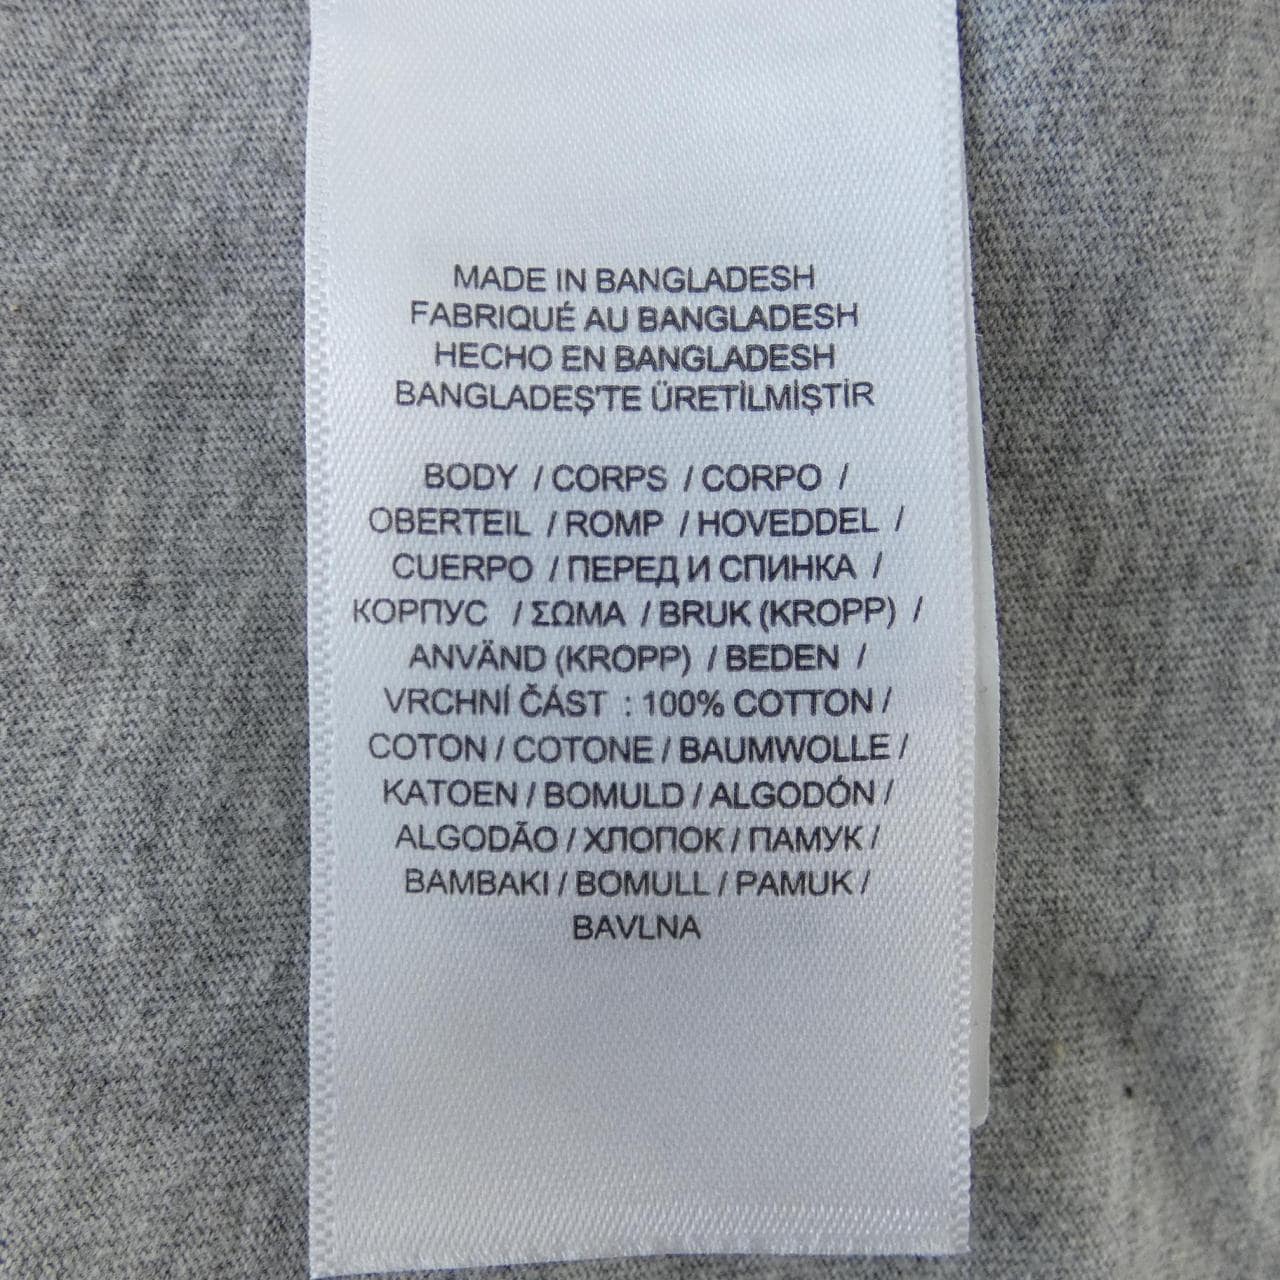 MADE IN BANGLADESH
FABRIQUÉ AU BANGLADESH
HECHO EN BANGLADESH
BANGLADEŞ'TE ÜRETİLMİŞTİR
BODY / CORPS / CORPO /
OBERTEIL / ROMP / HOVEDDEL /
CUERPO / ПЕРЕД И СПИНКА /
КОРПУС / ΣΩΜΑ / BRUK (KROPP) /
ANVÄND (KROPP) / BEDEN /
VRCHNÍ ČÁST : 100% COTTON /
COTON / COTONE / BAUMWOLLE /
KATOEN / BOMULD / ALGODÓN /
ALGODÃO / ХЛОПОК / ПАМУК /
BAMBAKI / BOMULL / PAMUK /
BAVLNA